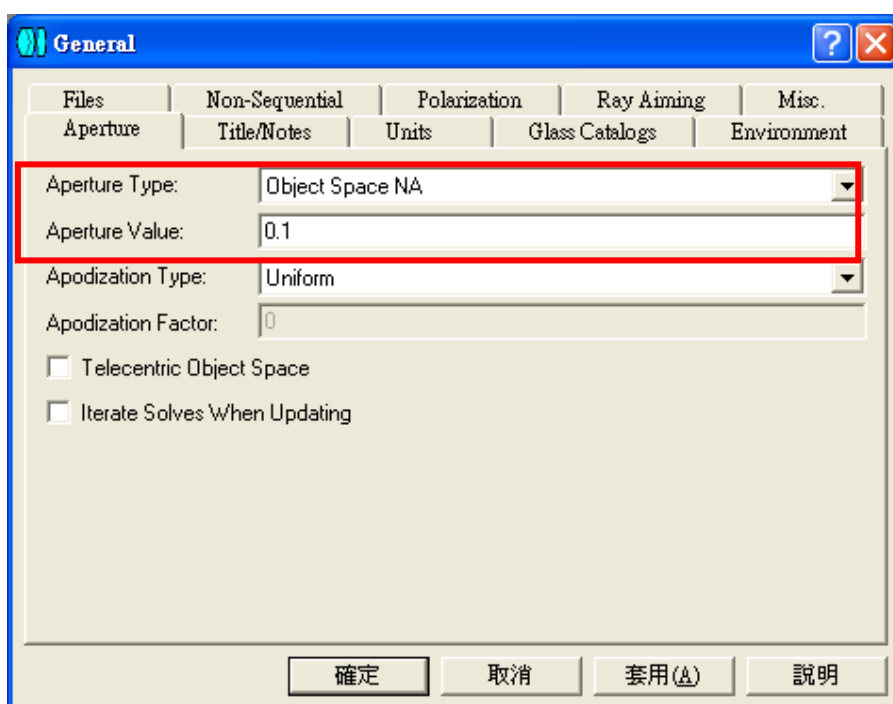 General
Files Non-Sequential Polarization Ray Aiming Misc.
Aperture Title/Notes Units Glass Catalogs Environment
Aperture Type: Object Space NA
Aperture Value: 0.1
Apodization Type: Uniform
Apodization Factor: 0
Telecentric Object Space
Iterate Solves When Updating
確定 取消 套用(A) 說明